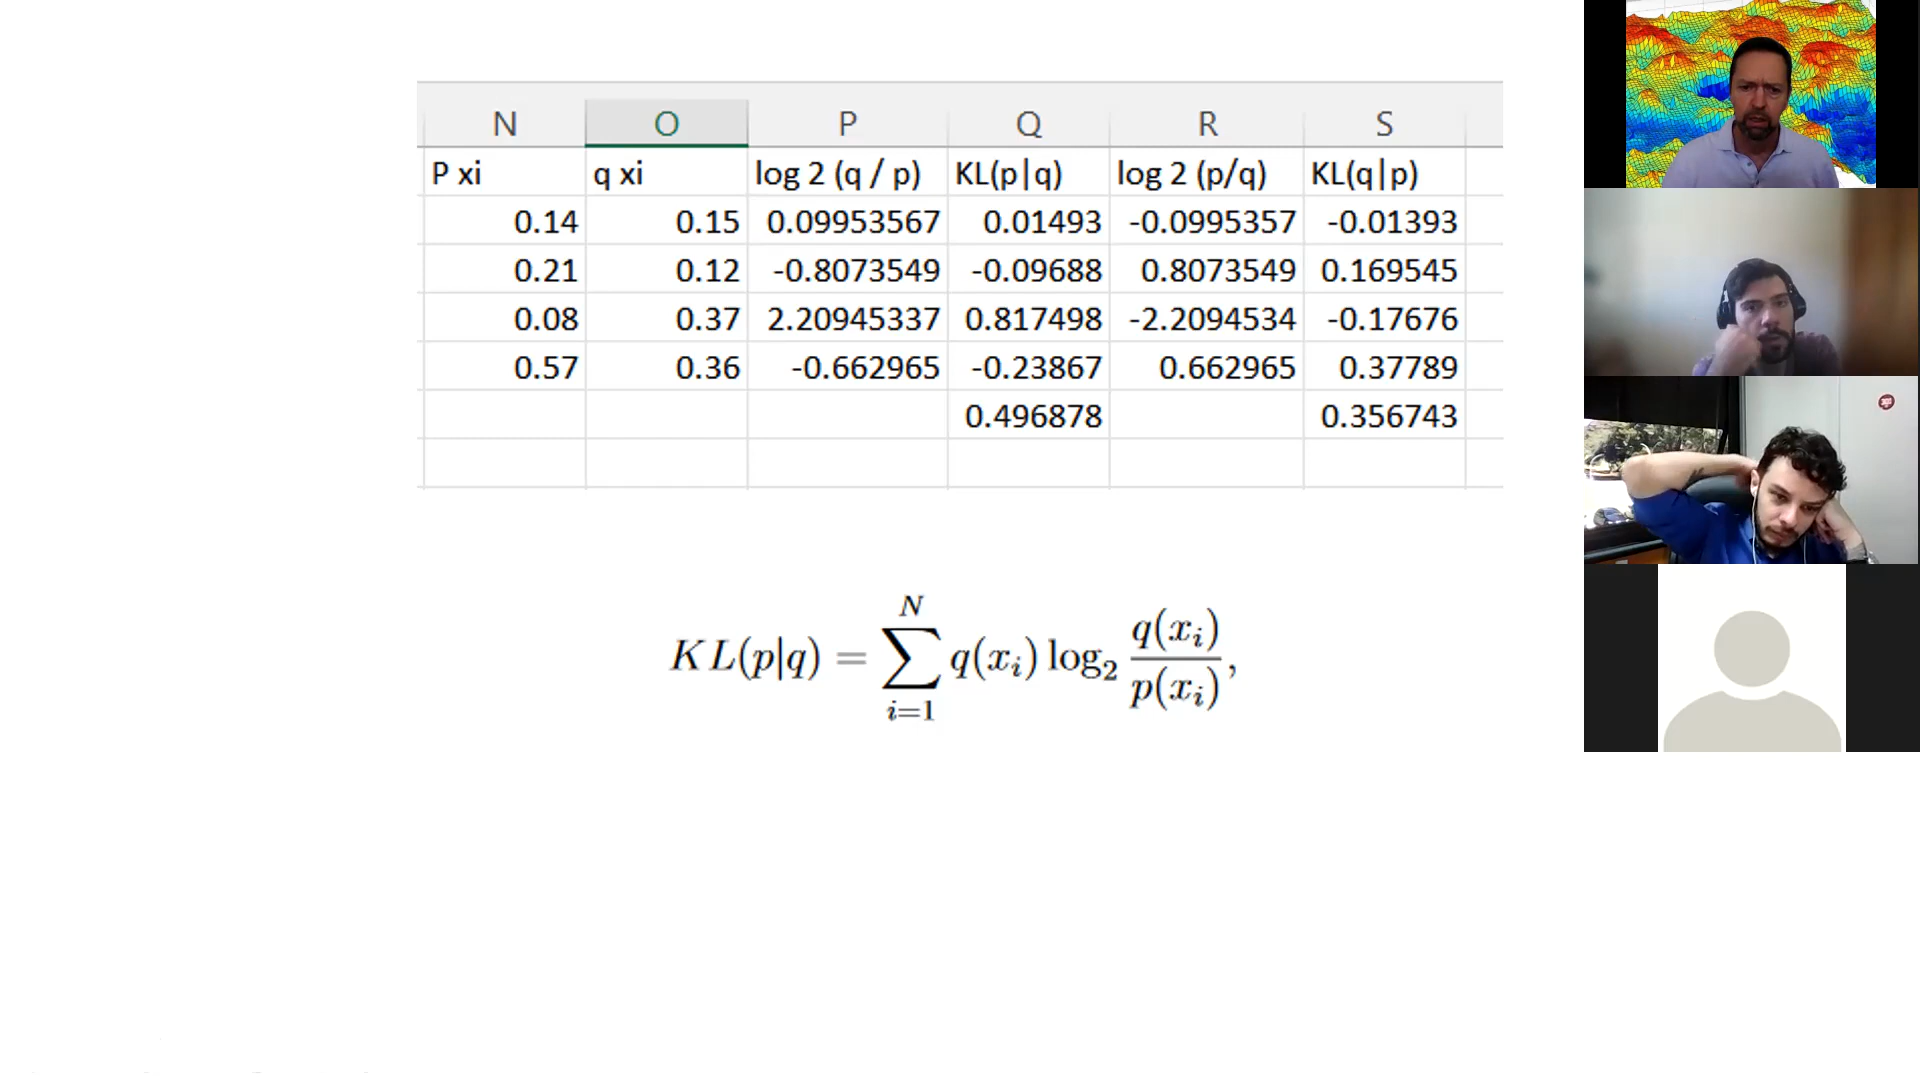 N O P Q R S
P xi q xi log 2 (q / p) KL(p|q) log 2 (p/q) KL(q|p)
0.14 0.15 0.09953567 0.01493 -0.0995357 -0.01393
0.21 0.12 -0.8073549 -0.09688 0.8073549 0.169545
0.08 0.37 2.20945337 0.817498 -2.2094534 -0.17676
0.57 0.36 -0.662965 -0.23867 0.662965 0.37789
0.496878 0.356743
KL(p|q) = \sum_{i=1}^{N} q(x_i) \log_2 \frac{q(x_i)}{p(x_i)},